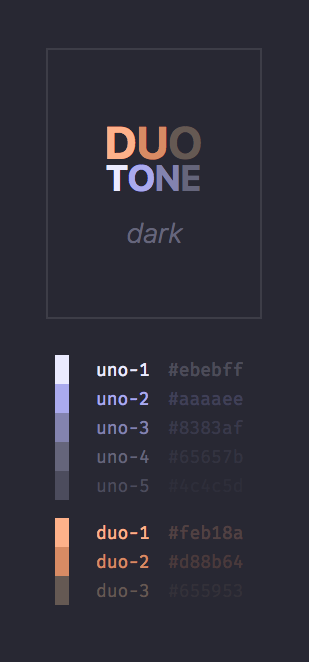 DUO
TONE
dark
uno-1 #ebebff
uno-2 #aaaaee
uno-3 #8383af
uno-4 #65657b
uno-5 #4c4c5d
duo-1 #feb18a
duo-2 #d88b64
duo-3 #655953